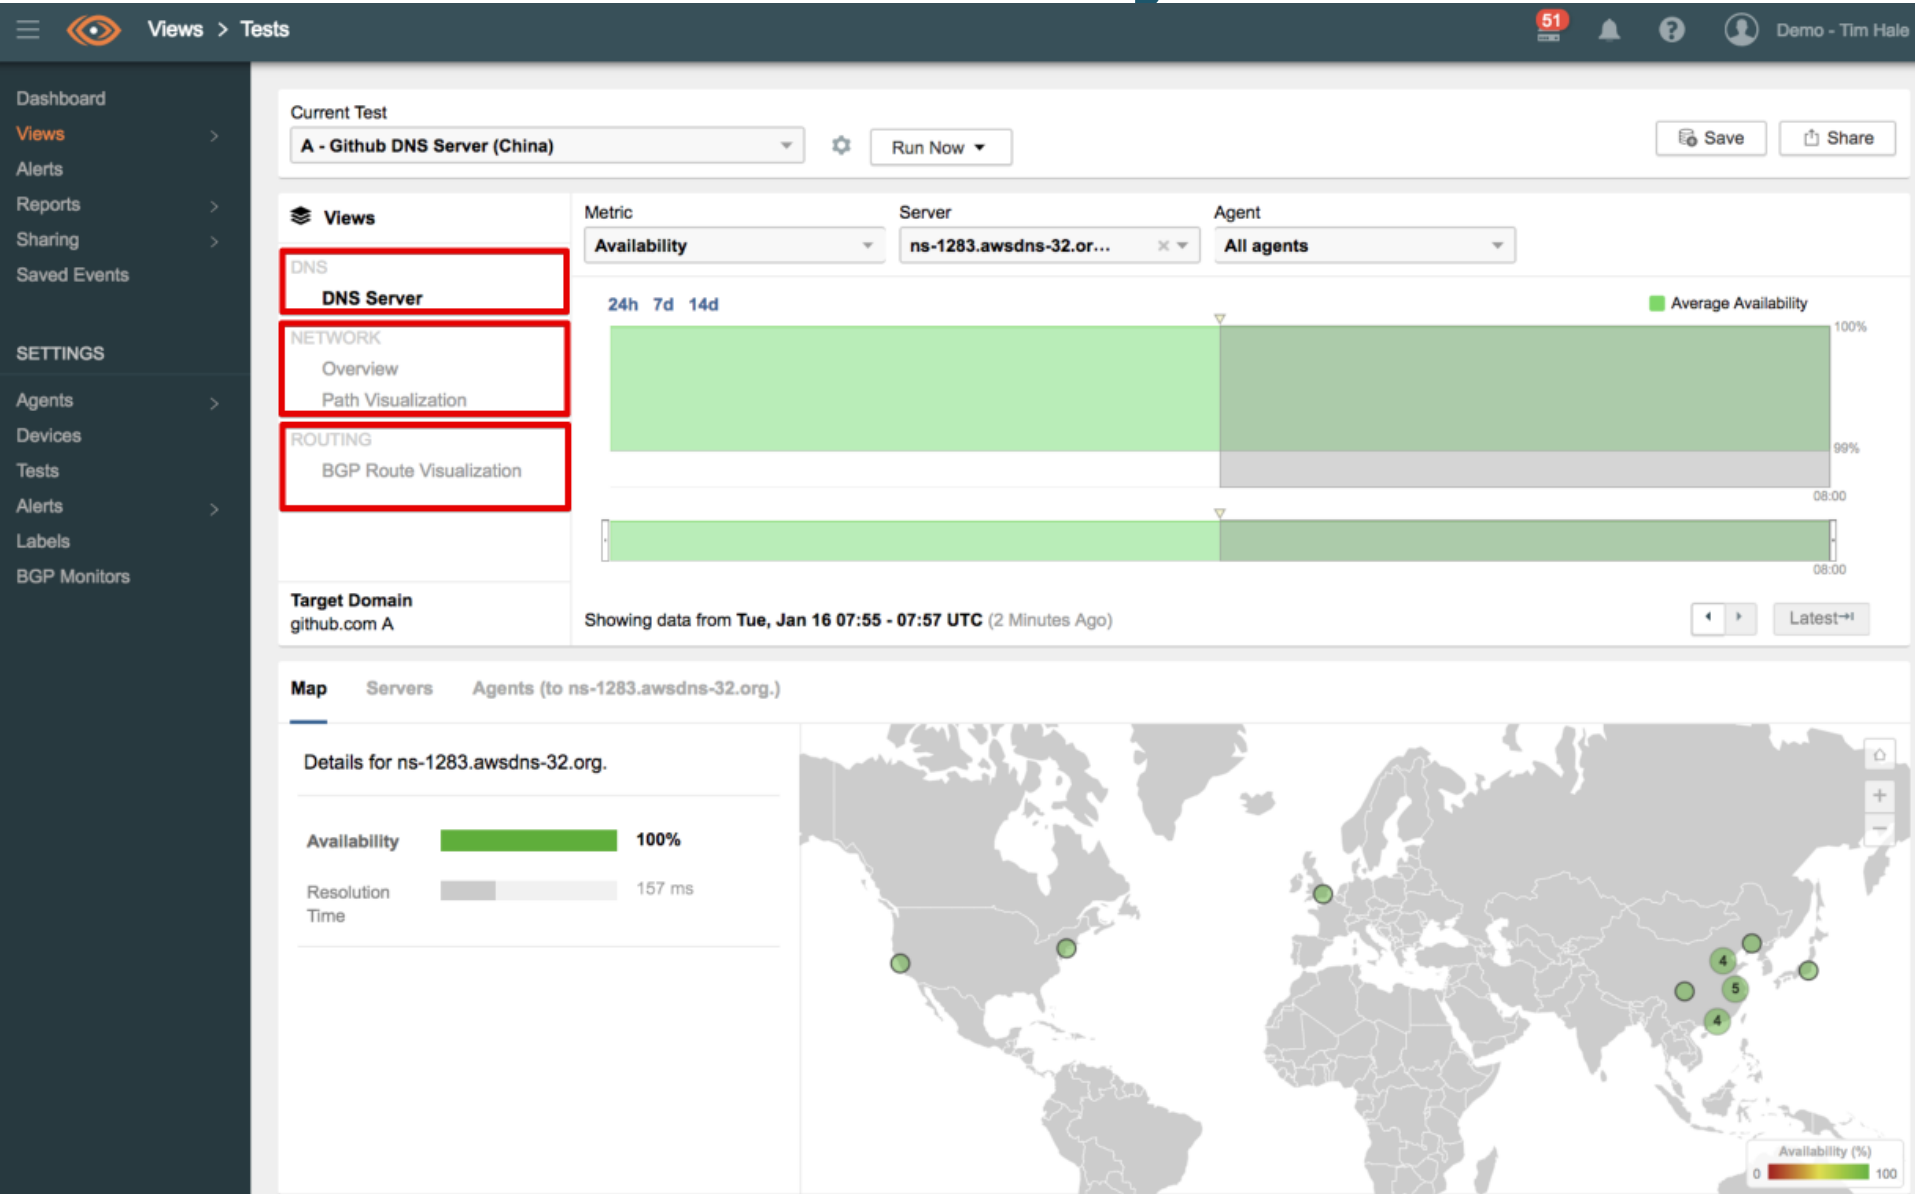 Views > Tests
51
Demo - Tim Hale
Dashboard
Views
Alerts
Reports
Sharing
Saved Events
SETTINGS
Agents
Devices
Tests
Alerts
Labels
BGP Monitors
Current Test
A - Github DNS Server (China)
Run Now
Save
Share
Views
DNS
DNS Server
NETWORK
Overview
Path Visualization
ROUTING
BGP Route Visualization
Target Domain
github.com A
Metric
Availability
Server
ns-1283.awsdns-32.or...
Agent
All agents
24h 7d 14d
Average Availability
100%
99%
08:00
08:00
Showing data from Tue, Jan 16 07:55 - 07:57 UTC (2 Minutes Ago)
Latest
Map Servers Agents (to ns-1283.awsdns-32.org.)
Details for ns-1283.awsdns-32.org.
Availability 100%
Resolution Time 157 ms
4
5
4
Availability (%)
0 100